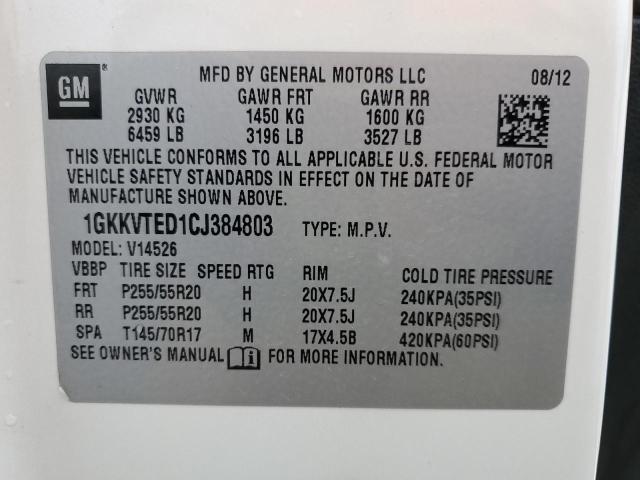 GM® MFD BY GENERAL MOTORS LLC 08/12
GVWR GAWR FRT GAWR RR
2930 KG 1450 KG 1600 KG
6459 LB 3196 LB 3527 LB
THIS VEHICLE CONFORMS TO ALL APPLICABLE U.S. FEDERAL MOTOR
VEHICLE SAFETY STANDARDS IN EFFECT ON THE DATE OF
MANUFACTURE SHOWN ABOVE.
1GKKVTED1CJ384803 TYPE: M.P.V.
MODEL: V14526
VBBP TIRE SIZE SPEED RTG RIM COLD TIRE PRESSURE
FRT P255/55R20 H 20X7.5J 240KPA(35PSI)
RR P255/55R20 H 20X7.5J 240KPA(35PSI)
SPA T145/70R17 M 17X4.5B 420KPA(60PSI)
SEE OWNER'S MANUAL FOR MORE INFORMATION.